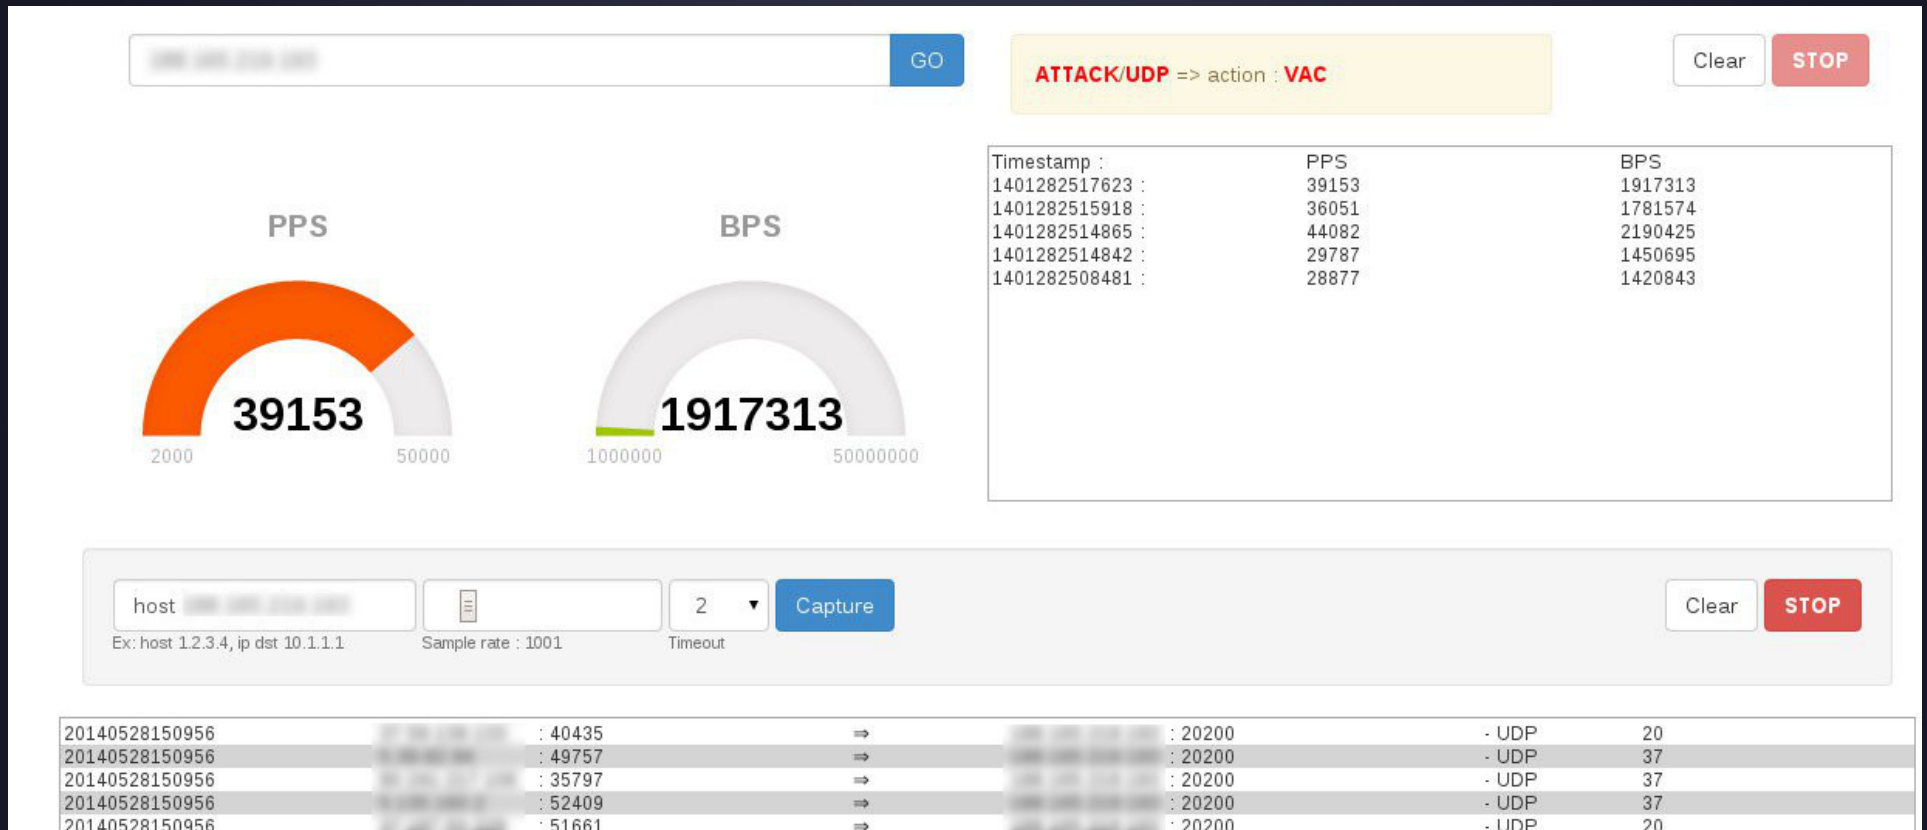 GO
ATTACK/UDP => action : VAC
Clear STOP
PPS
39153
2000 50000
BPS
1917313
1000000 50000000
Timestamp : PPS BPS
1401282517623 : 39153 1917313
1401282515918 : 36051 1781574
1401282514865 : 44082 2190425
1401282514842 : 29787 1450695
1401282508481 : 28877 1420843
host 2 Capture Clear STOP
Ex: host 1.2.3.4, ip dst 10.1.1.1 Sample rate : 1001 Timeout
20140528150956 : 40435 ⇒ : 20200 - UDP 20
20140528150956 : 49757 ⇒ : 20200 - UDP 37
20140528150956 : 35797 ⇒ : 20200 - UDP 37
20140528150956 : 52409 ⇒ : 20200 - UDP 37
20140528150956 : 51661 ⇒ : 20200 - UDP 20